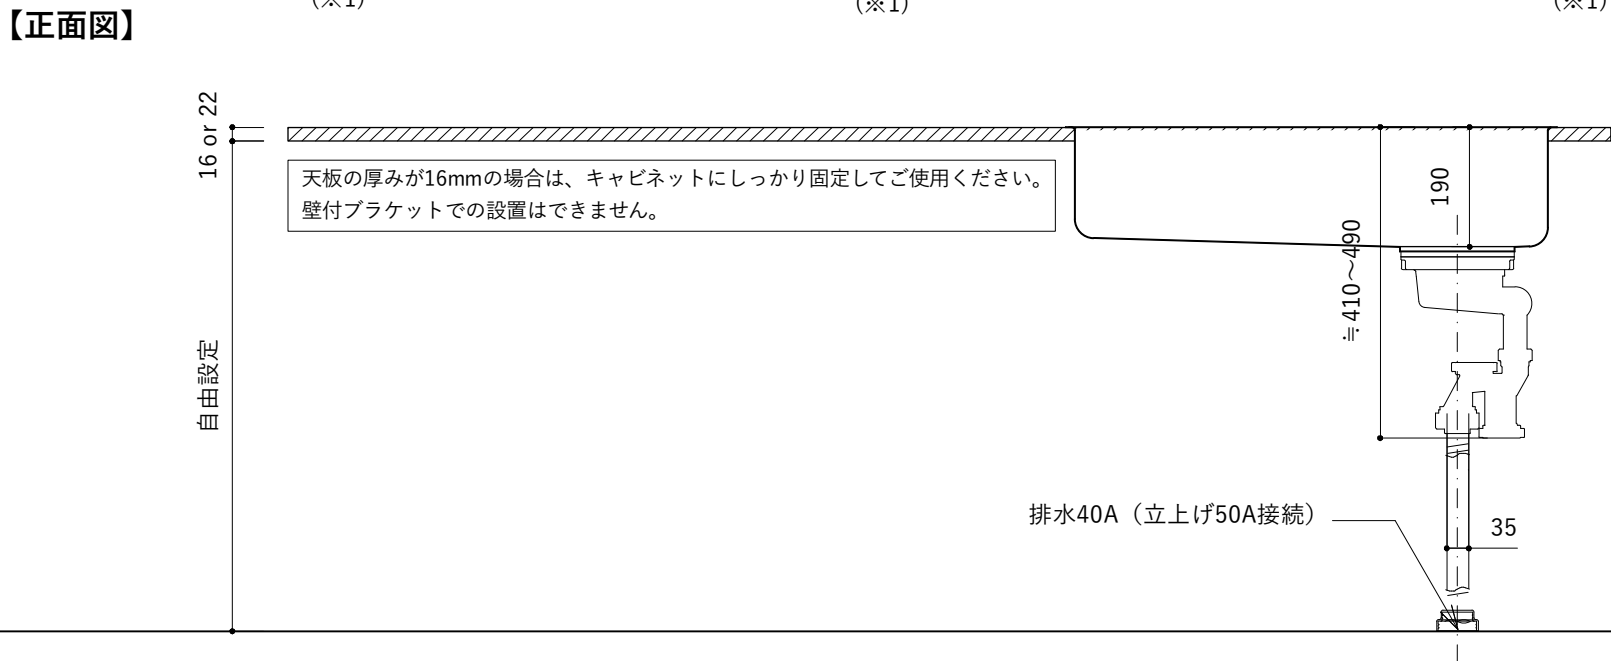 (※1)
(※1)
(※1)
【正面図】
16 or 22
天板の厚みが16mmの場合は、キャビネットにしっかり固定してご使用ください。
壁付ブラケットでの設置はできません。
190
≒410〜490
自由設定
排水40A（立上げ50A接続）
35